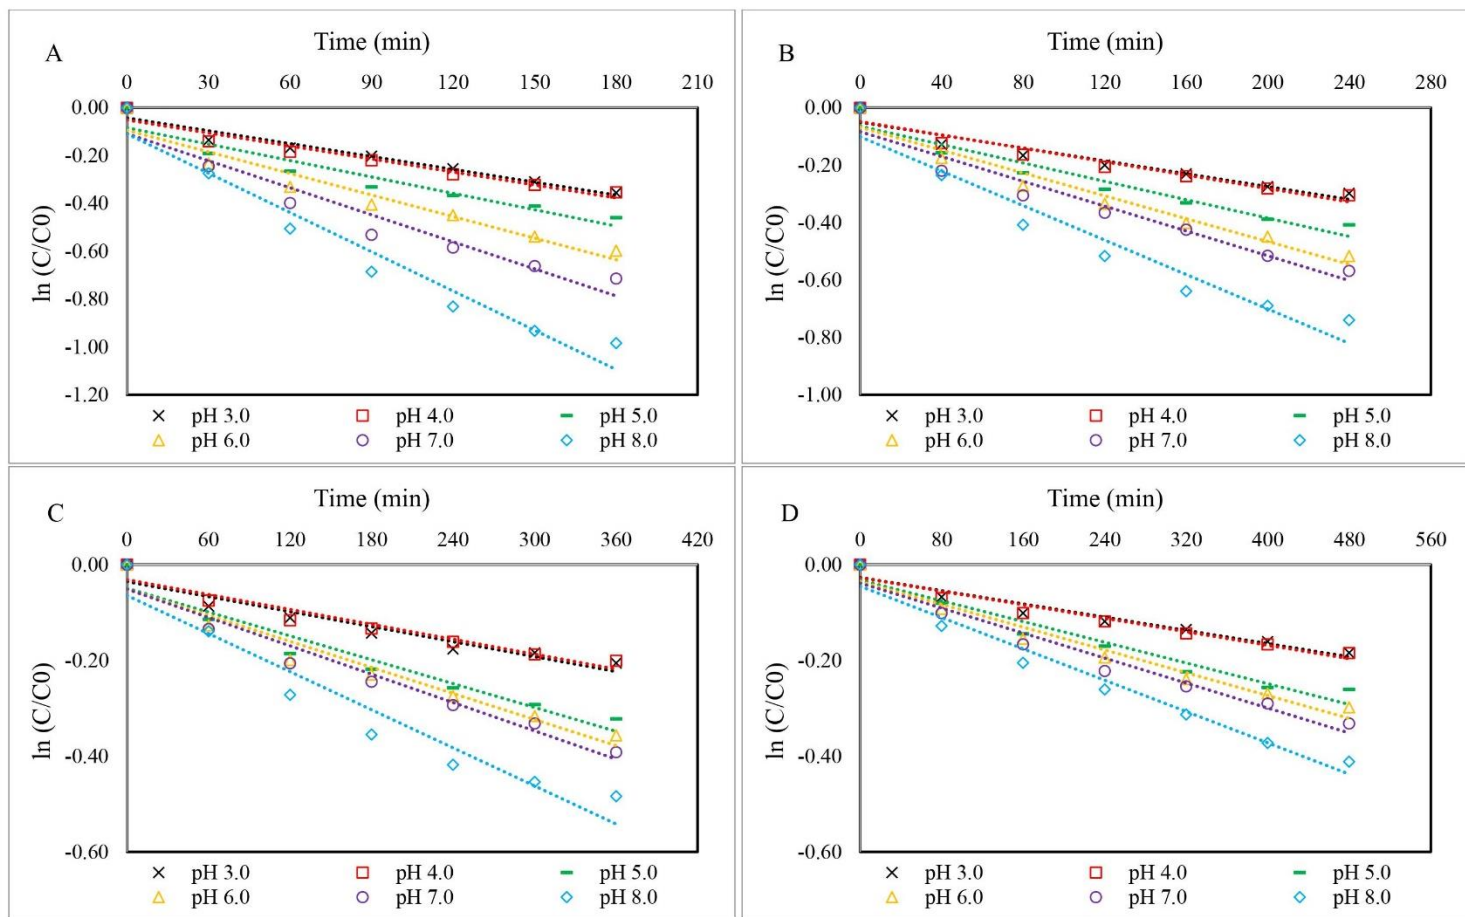 A
Time (min)
0 30 60 90 120 150 180 210
0.00
-0.20
-0.40
-0.60
-0.80
-1.00
-1.20
ln (C/C0)
pH 3.0 pH 4.0 pH 5.0
pH 6.0 pH 7.0 pH 8.0
B
Time (min)
0 40 80 120 160 200 240 280
0.00
-0.20
-0.40
-0.60
-0.80
-1.00
ln (C/C0)
pH 3.0 pH 4.0 pH 5.0
pH 6.0 pH 7.0 pH 8.0
C
Time (min)
0 60 120 180 240 300 360 420
0.00
-0.20
-0.40
-0.60
ln (C/C0)
pH 3.0 pH 4.0 pH 5.0
pH 6.0 pH 7.0 pH 8.0
D
Time (min)
0 80 160 240 320 400 480 560
0.00
-0.20
-0.40
-0.60
ln (C/C0)
pH 3.0 pH 4.0 pH 5.0
pH 6.0 pH 7.0 pH 8.0